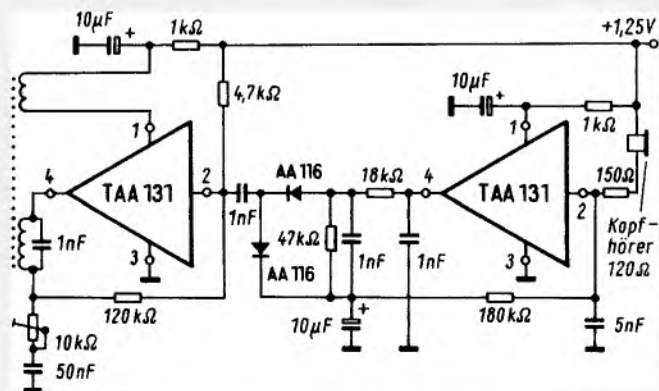 10µF +
1kΩ
+1,25V
4,7kΩ
10µF +
1kΩ
1
4
TAA 131
2
3
1nF
1nF
AA 116
18kΩ
47kΩ
AA 116
1nF
1nF
1
4
TAA 131
2
3
150Ω
Kopf-
hörer
120Ω
120kΩ
10kΩ
50nF
10µF
+
180kΩ
5nF